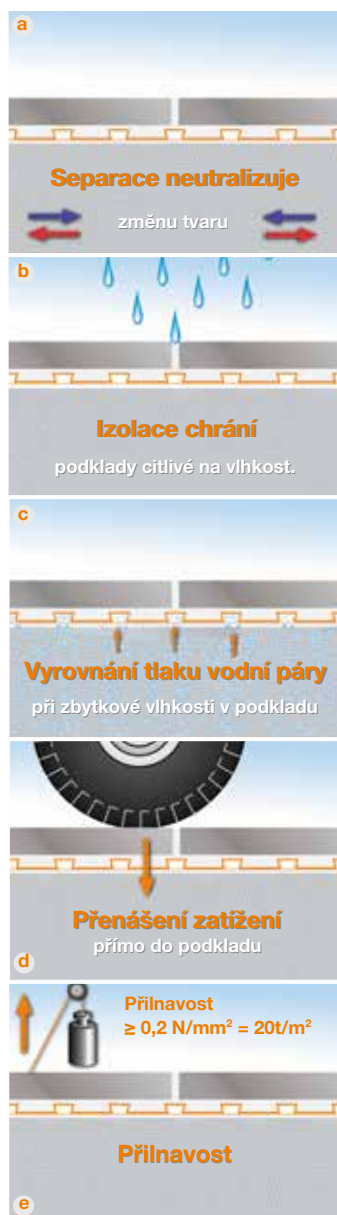 a
Separace neutralizuje
změnu tvaru
b
Izolace chrání
podklady citlivé na vlhkost.
c
Vyrovnání tlaku vodní páry
při zbytkové vlhkosti v podkladu
Přenášení zatížení
přímo do podkladu
d
Přilnavost
≥ 0,2 N/mm² = 20t/m²
Přilnavost
e